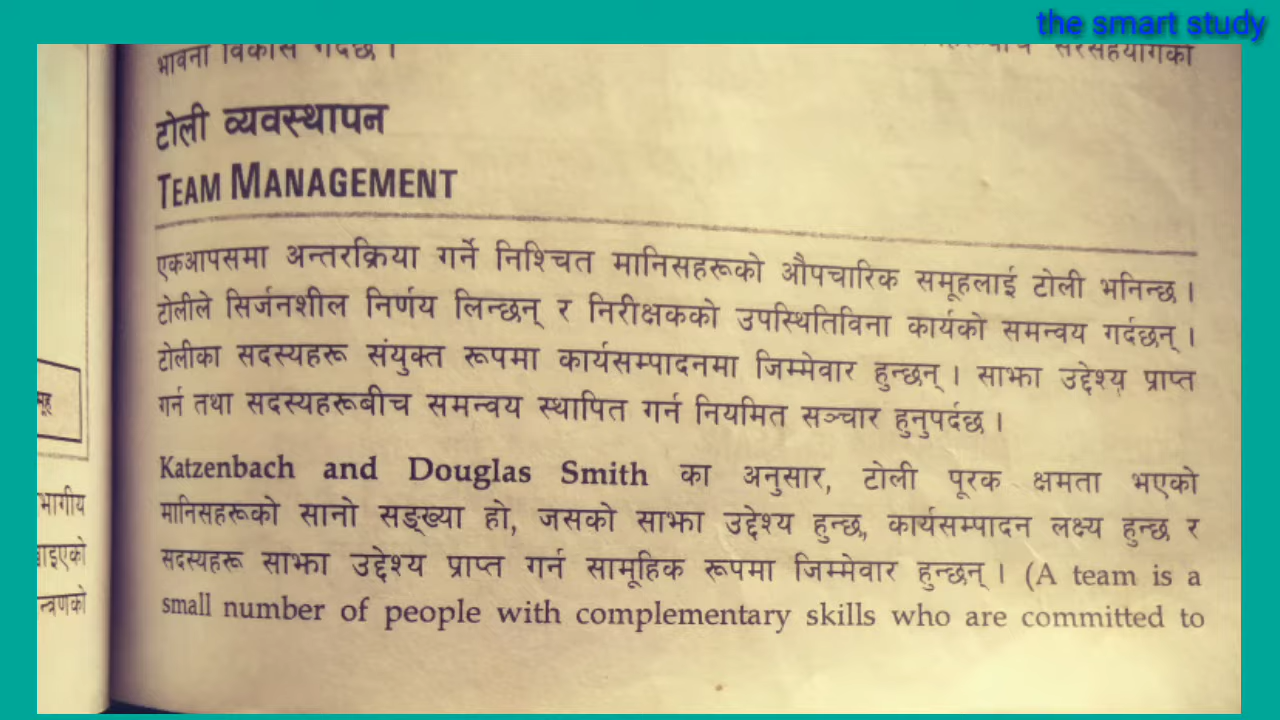 the smart study
भावना विकास गर्दछ ।
टोली व्यवस्थापन
TEAM MANAGEMENT
एकआपसमा अन्तरक्रिया गर्ने निश्चित मानिसहरूको औपचारिक समूहलाई टोली भनिन्छ ।
टोलीले सिर्जनशील निर्णय लिन्छन् र निरीक्षकको उपस्थितिविना कार्यको समन्वय गर्दछन् ।
टोलीका सदस्यहरू संयुक्त रूपमा कार्यसम्पादनमा जिम्मेवार हुन्छन् । साझा उद्देश्य प्राप्त
गर्न तथा सदस्यहरूबीच समन्वय स्थापित गर्न नियमित सञ्चार हुनुपर्दछ ।
Katzenbach and Douglas Smith का अनुसार, टोली पूरक क्षमता भएको
मानिसहरूको सानो सङ्ख्या हो, जसको साझा उद्देश्य हुन्छ, कार्यसम्पादन लक्ष्य हुन्छ र
सदस्यहरू साझा उद्देश्य प्राप्त गर्न सामूहिक रूपमा जिम्मेवार हुन्छन् । (A team is a
small number of people with complementary skills who are committed to